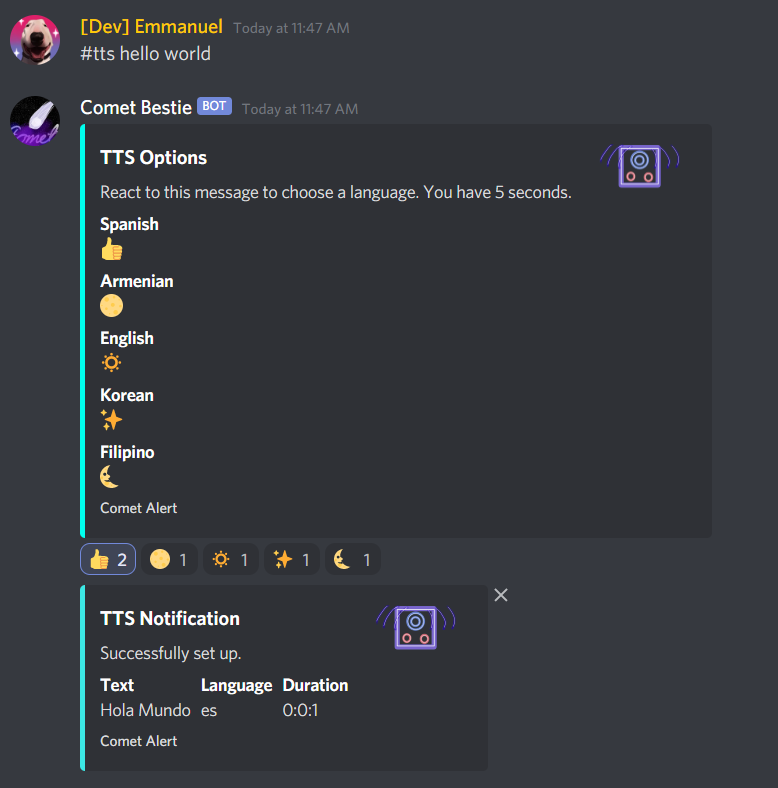 [Dev] Emmanuel Today at 11:47 AM
#tts hello world
Comet Bestie BOT Today at 11:47 AM
TTS Options
React to this message to choose a language. You have 5 seconds.
Spanish
Armenian
English
Korean
Filipino
Comet Alert
2 1 1 1 1
TTS Notification
Successfully set up.
Text Language Duration
Hola Mundo es 0:0:1
Comet Alert